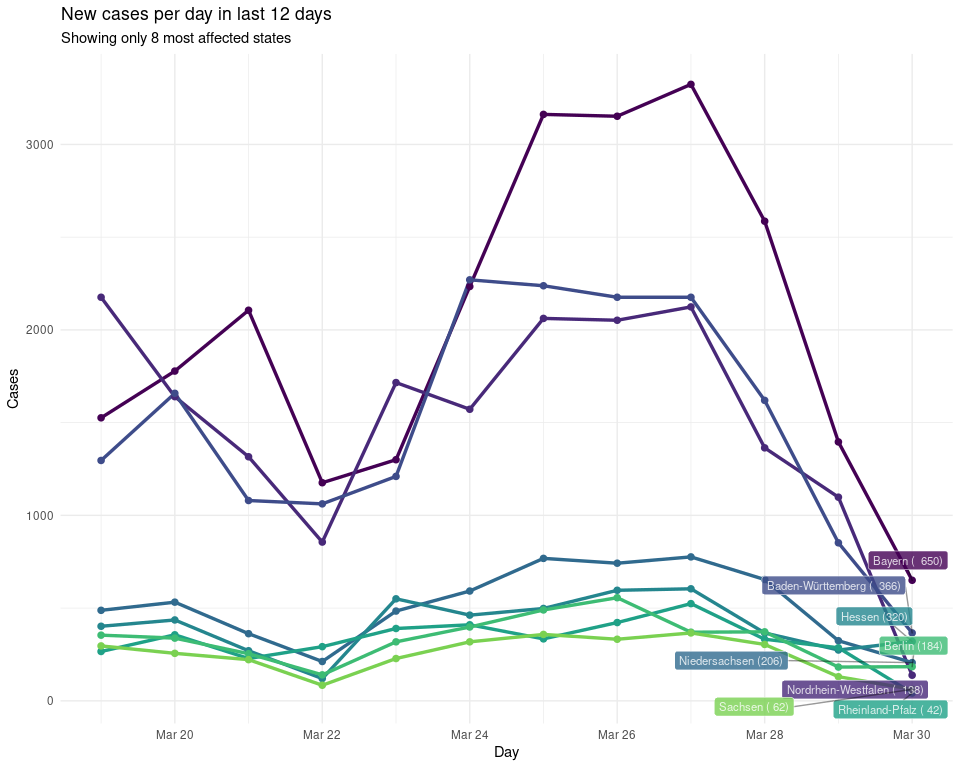 New cases per day in last 12 days
Showing only 8 most affected states
Cases
3000
2000
1000
0
Bayern ( 650)
Baden-Württemberg ( 366)
Hessen (320)
Berlin (184)
Niedersachsen (206)
Nordrhein-Westfalen ( 138)
Sachsen ( 62)
Rheinland-Pfalz ( 42)
Mar 20
Mar 22
Mar 24
Mar 26
Mar 28
Mar 30
Day